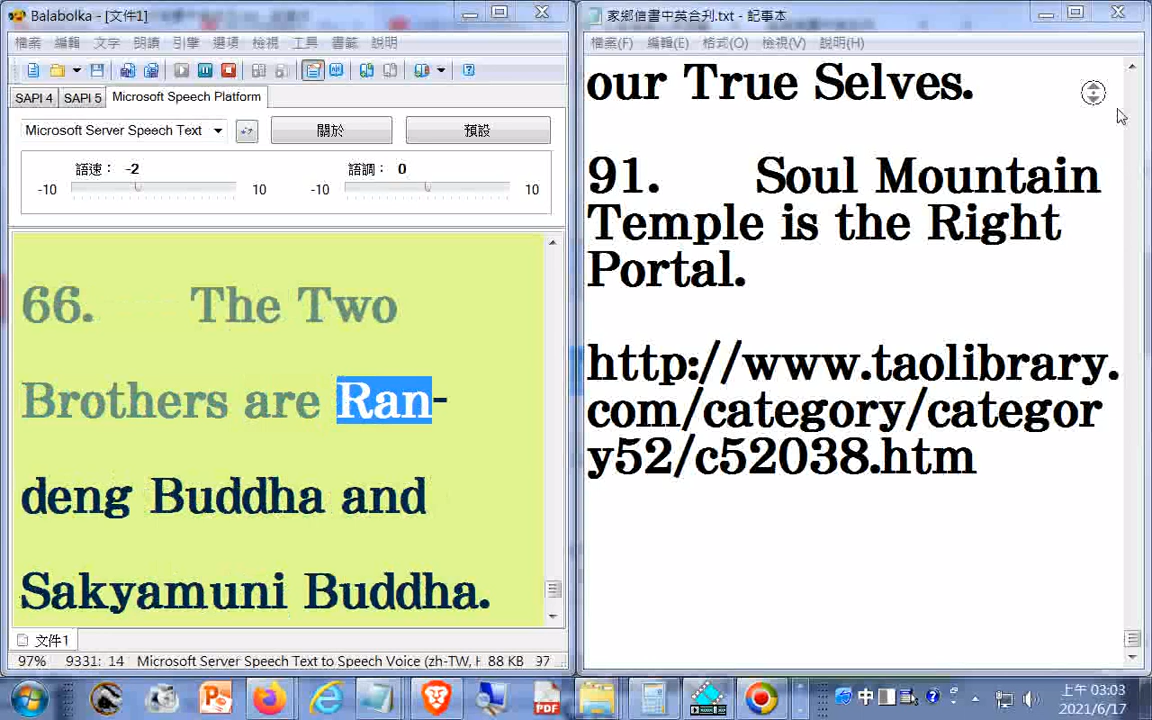 Balabolka - [文件1]
檔案 編輯 文字 朗讀 引擎 選項 檢視 工具 書籤 說明
SAPI 4 SAPI 5 Microsoft Speech Platform
Microsoft Server Speech Text 關於 預設
語速： -2 語調： 0
-10 10 -10 10
66. The Two
Brothers are Ran-
deng Buddha and
Sakyamuni Buddha.
文件1
97% 9331: 14 Microsoft Server Speech Text to Speech Voice (zh-TW, H 88 KB 97
家鄉信書中英合刋.txt - 記事本
檔案(F) 編輯(E) 格式(O) 檢視(V) 說明(H)
our True Selves.
91. Soul Mountain
Temple is the Right
Portal.
http://www.taolibrary.
com/category/categor
y52/c52038.htm
中
上午 03:03
2021/6/17